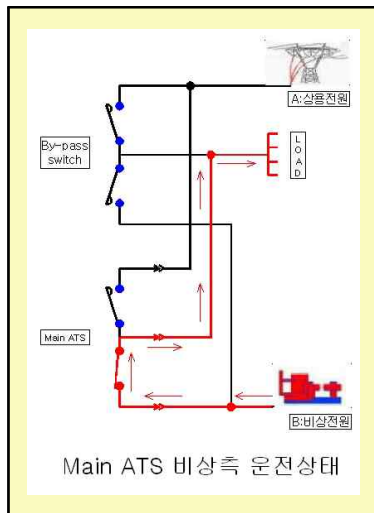 A:상용전원
By-pass
switch
L
O
A
D
Main ATS
B:비상전원
Main ATS 비상측 운전상태